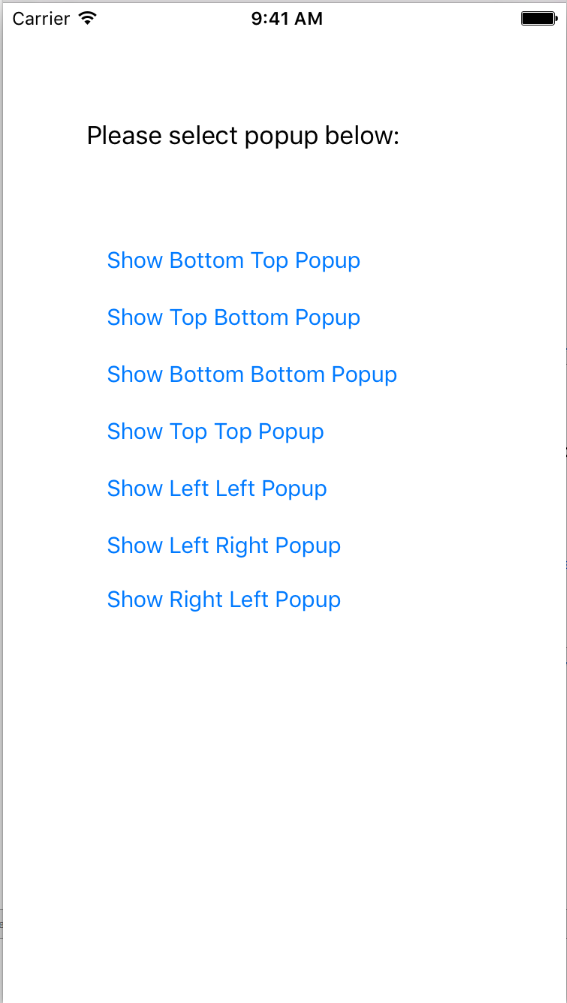 Carrier 9:41 AM
Please select popup below:
Show Bottom Top Popup
Show Top Bottom Popup
Show Bottom Bottom Popup
Show Top Top Popup
Show Left Left Popup
Show Left Right Popup
Show Right Left Popup